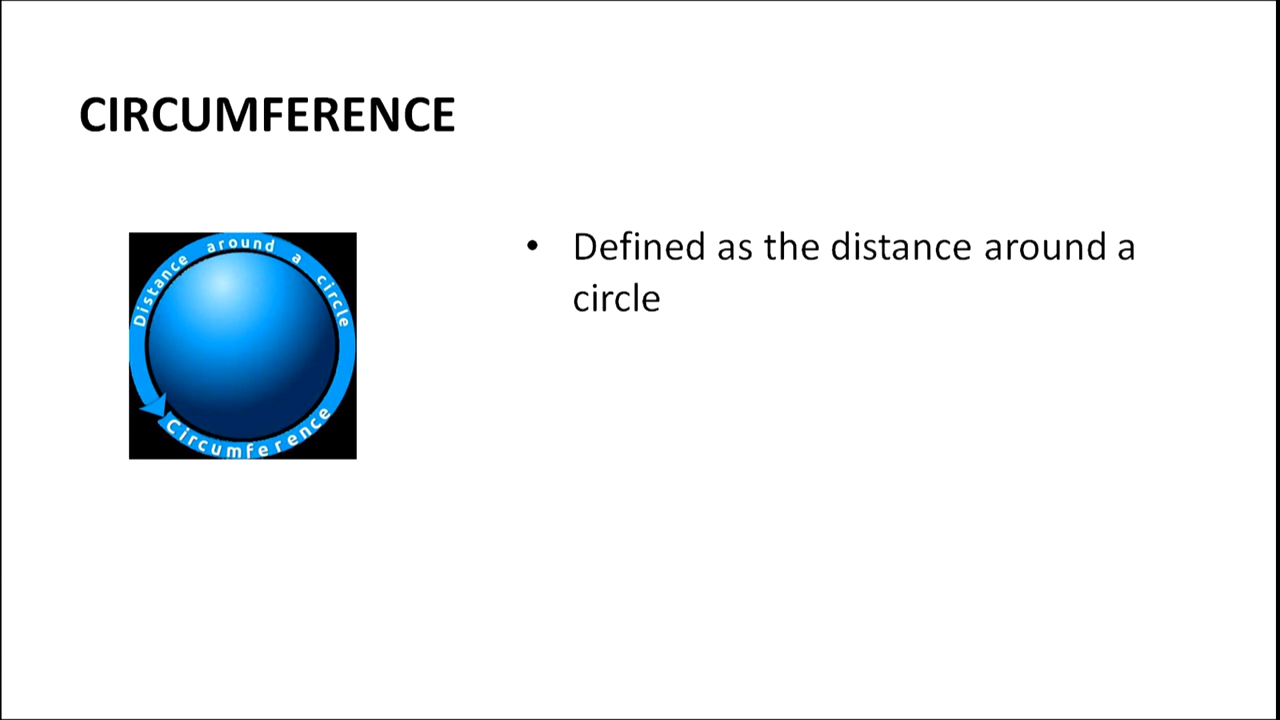 CIRCUMFERENCE
Distance around a circle
Circumference
• Defined as the distance around a
circle